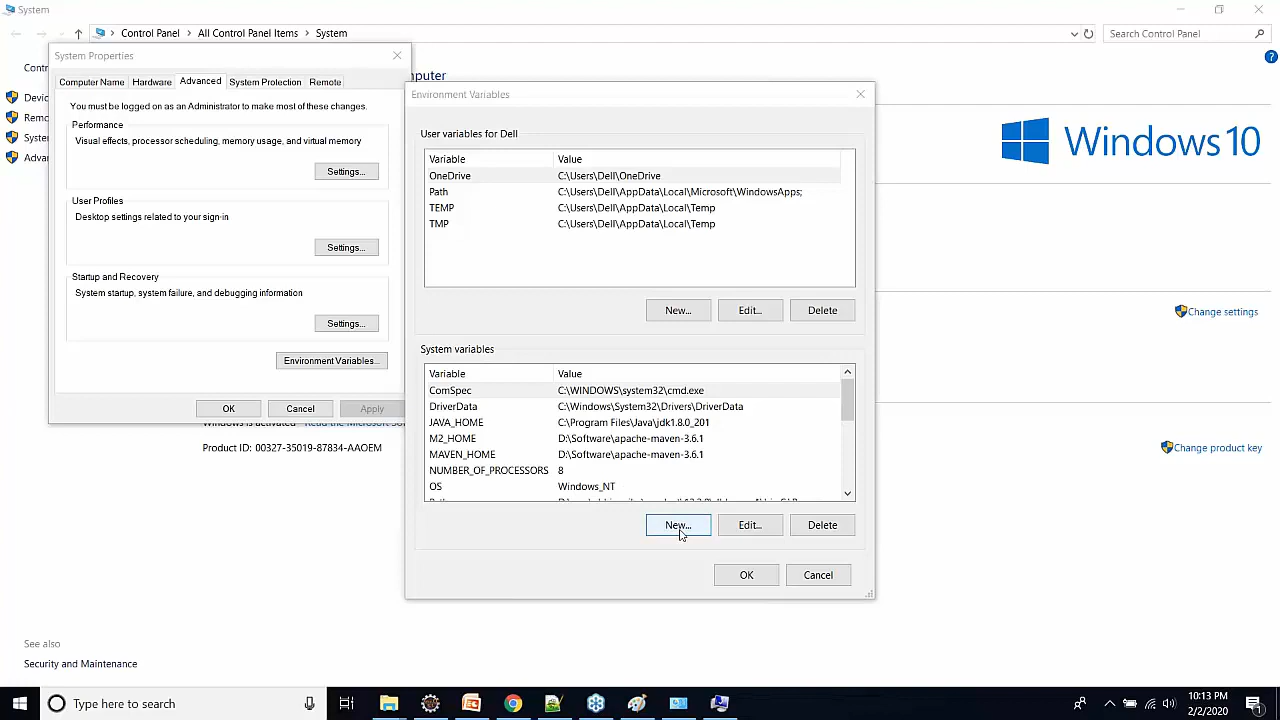 System
Control Panel > All Control Panel Items > System
Search Control Panel
System Properties
Computer Name Hardware Advanced System Protection Remote
You must be logged on as an Administrator to make most of these changes.
Performance
Visual effects, processor scheduling, memory usage, and virtual memory
Settings...
User Profiles
Desktop settings related to your sign-in
Settings...
Startup and Recovery
System startup, system failure, and debugging information
Settings...
Environment Variables...
OK Cancel Apply
Environment Variables
User variables for Dell
Variable Value
OneDrive C:\Users\Dell\OneDrive
Path C:\Users\Dell\AppData\Local\Microsoft\WindowsApps;
TEMP C:\Users\Dell\AppData\Local\Temp
TMP C:\Users\Dell\AppData\Local\Temp
New... Edit... Delete
System variables
Variable Value
ComSpec C:\WINDOWS\system32\cmd.exe
DriverData C:\Windows\System32\Drivers\DriverData
JAVA_HOME C:\Program Files\Java\jdk1.8.0_201
M2_HOME D:\Software\apache-maven-3.6.1
MAVEN_HOME D:\Software\apache-maven-3.6.1
NUMBER_OF_PROCESSORS 8
OS Windows_NT
New... Edit... Delete
OK Cancel
Windows 10
Change settings
Product ID: 00327-35019-87834-AAOEM
Change product key
See also
Security and Maintenance
Type here to search
10:13 PM
2/2/2020